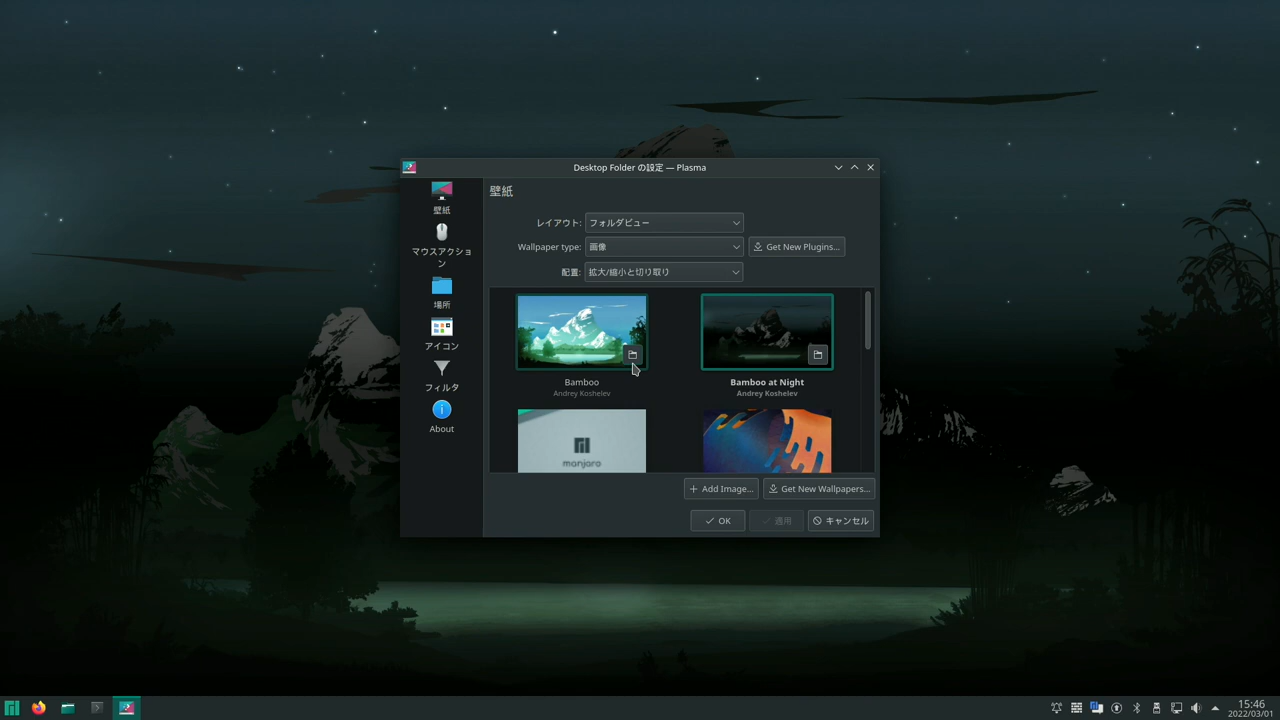 Desktop Folder の設定 — Plasma
壁紙
マウスアクショ
ン
場所
アイコン
フィルタ
About
壁紙
レイアウト: フォルダビュー
Wallpaper type: 画像 Get New Plugins...
配置: 拡大/縮小と切り取り
Bamboo
Andrey Koshelev
Bamboo at Night
Andrey Koshelev
manjaro
Add Image... Get New Wallpapers...
OK 適用 キャンセル
15:46
2022/03/01